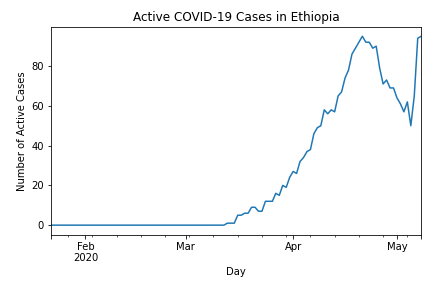 Active COVID-19 Cases in Ethiopia
Number of Active Cases
80
60
40
20
0
Feb
2020
Mar
Apr
May
Day